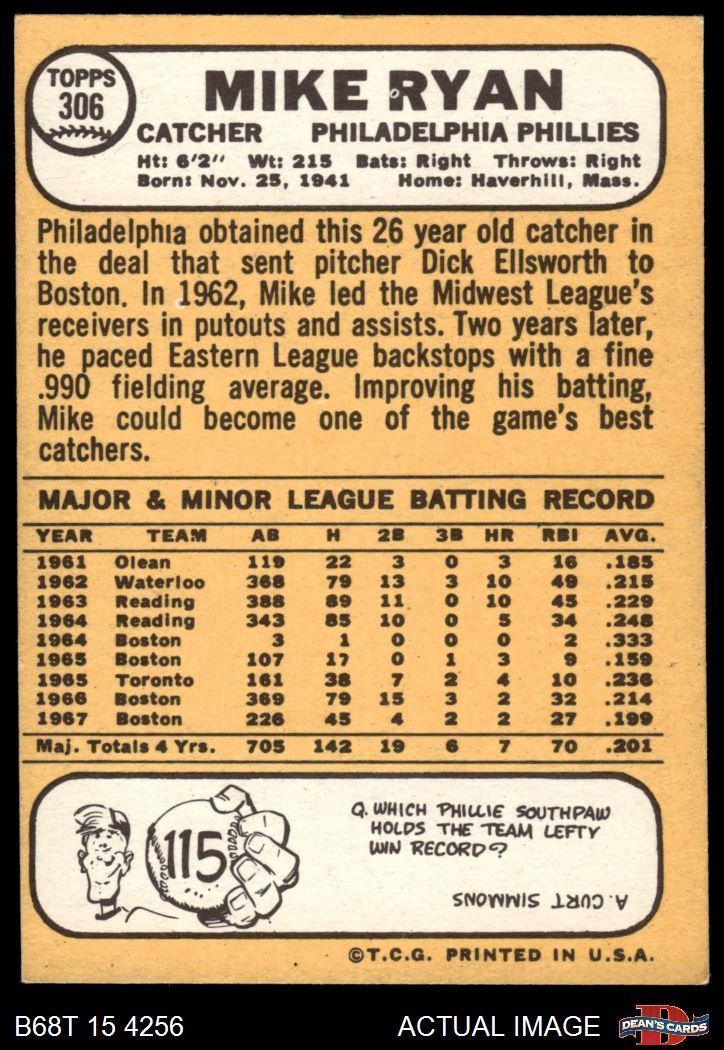 TOPPS
306
MIKE RYAN
CATCHER PHILADELPHIA PHILLIES
Ht: 6'2" Wt: 215 Bats: Right Throws: Right
Born: Nov. 25, 1941 Home: Haverhill, Mass.
Philadelphia obtained this 26 year old catcher in
the deal that sent pitcher Dick Ellsworth to
Boston. In 1962, Mike led the Midwest League's
receivers in putouts and assists. Two years later,
he paced Eastern League backstops with a fine
.990 fielding average. Improving his batting,
Mike could become one of the game's best
catchers.
MAJOR & MINOR LEAGUE BATTING RECORD
YEAR TEAM AB H 2B 3B HR RBI AVG.
1961 Olean 119 22 3 0 3 16 .185
1962 Waterloo 368 79 13 3 10 49 .215
1963 Reading 388 89 11 0 10 45 .229
1964 Reading 343 85 10 0 5 34 .248
1964 Boston 3 1 0 0 0 2 .333
1965 Boston 107 17 0 1 3 9 .159
1965 Toronto 161 38 7 2 4 10 .236
1966 Boston 369 79 15 3 2 32 .214
1967 Boston 226 45 4 2 2 27 .199
Maj. Totals 4 Yrs. 705 142 19 6 7 70 .201
115
Q. WHICH PHILLIE SOUTHPAW
HOLDS THE TEAM LEFTY
WIN RECORD?
A. CURT SIMMONS
©T.C.G. PRINTED IN U.S.A.
B68T 15 4256 ACTUAL IMAGE
D
DEAN'S CARDS